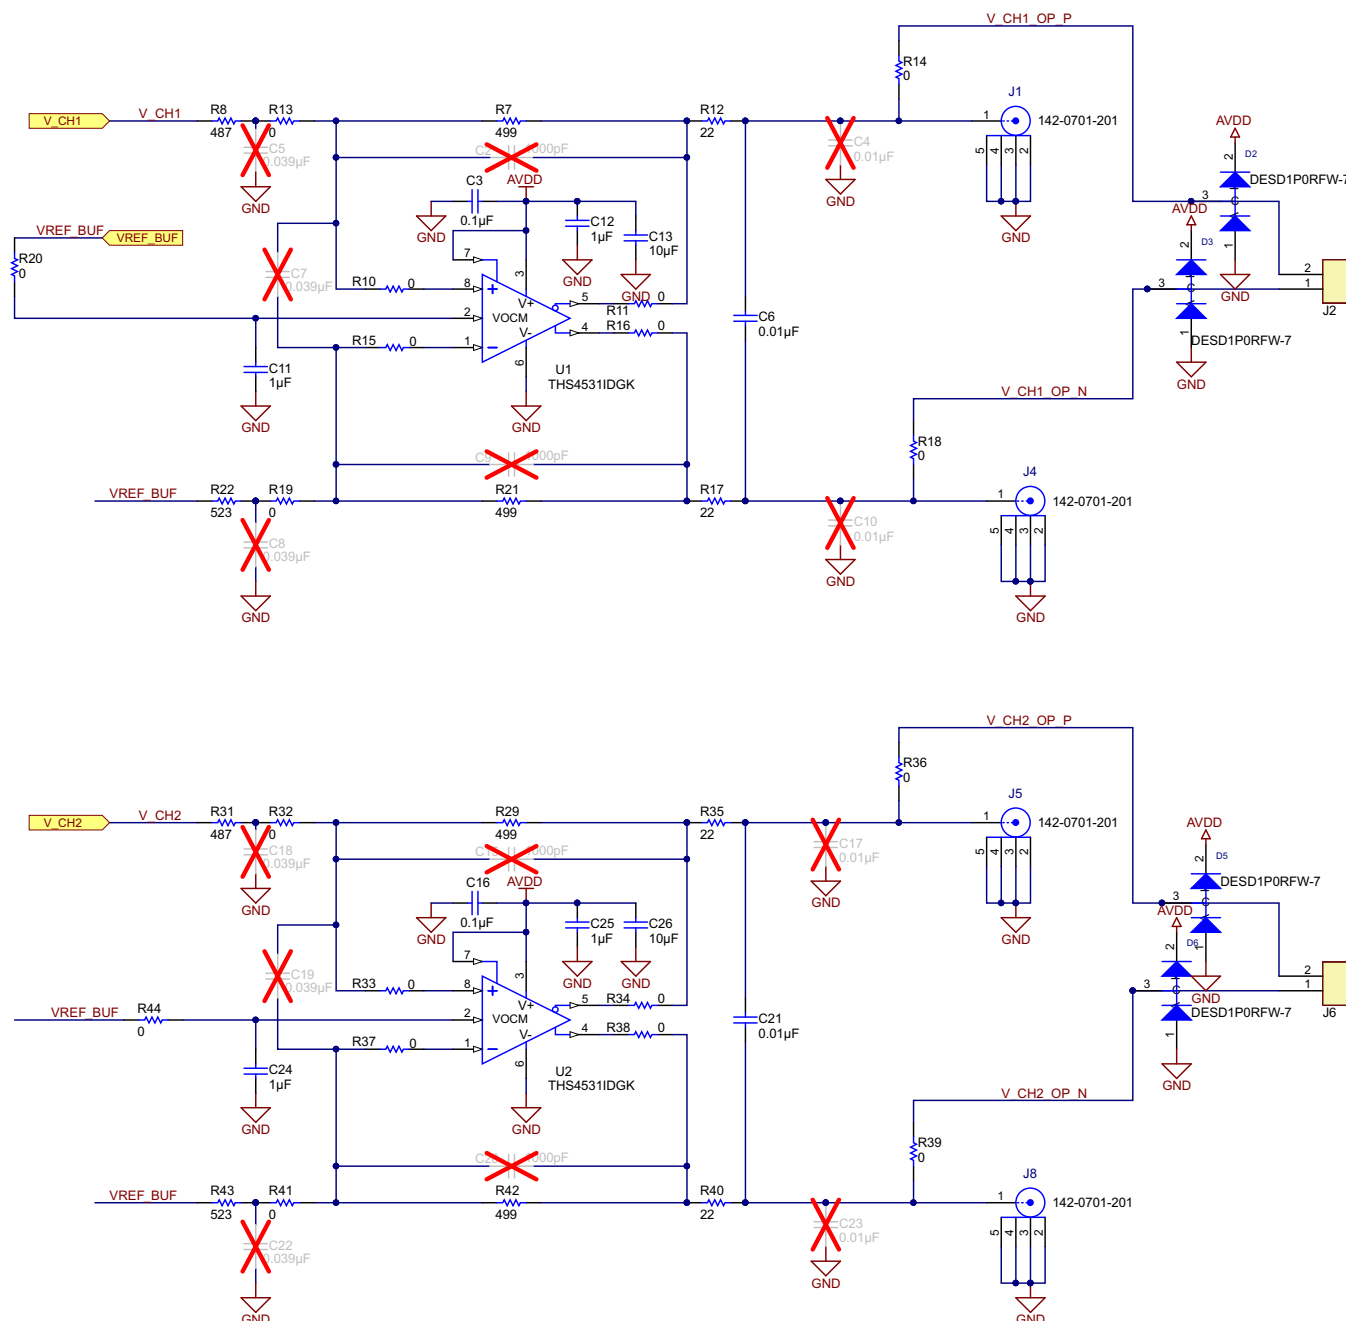 V_CH1_OP_P
R14
0
J1
V_CH1
V_CH1
R8
487
R13
0
R7
499
R12
22
1
142-0701-201
C5
0.039µF
C4
0.01µF
5
4
3
2
AVDD
2
D2
DESD1P0RFW-7
GND
GND
GND
C3
0.1µF
AVDD
C12
1µF
C13
10µF
GND
GND
GND
3
AVDD
2
D3
C
C
1
GND
VREF_BUF
VREF_BUF
R20
0
C7
0.039µF
7
3
R10
0
8
V+
5
R11
0
2
VOCM
R16
0
4
V-
R15
0
1
6
C6
0.01µF
3
2
1
J2
1
DESD1P0RFW-7
GND
C11
1µF
GND
U1
THS4531IDGK
GND
V_CH1_OP_N
R18
0
J4
VREF_BUF
R22
523
R19
0
R21
499
R17
22
1
142-0701-201
C8
0.039µF
C10
0.01µF
5
4
3
2
GND
GND
GND
V_CH2_OP_P
R36
0
J5
V_CH2
V_CH2
R31
487
R32
0
R29
499
R35
22
1
142-0701-201
C18
0.039µF
C17
0.01µF
5
4
3
2
AVDD
2
D5
DESD1P0RFW-7
GND
GND
GND
C16
0.1µF
AVDD
C25
1µF
C26
10µF
GND
GND
GND
3
AVDD
2
D6
C
C
1
GND
C19
0.039µF
7
3
R33
0
8
V+
5
R34
0
VREF_BUF
R44
0
2
VOCM
R38
0
4
V-
R37
0
1
6
C21
0.01µF
3
2
1
J6
1
DESD1P0RFW-7
GND
C24
1µF
GND
U2
THS4531IDGK
GND
V_CH2_OP_N
R39
0
J8
VREF_BUF
R43
523
R41
0
R42
499
R40
22
1
142-0701-201
C22
0.039µF
C23
0.01µF
5
4
3
2
GND
GND
GND